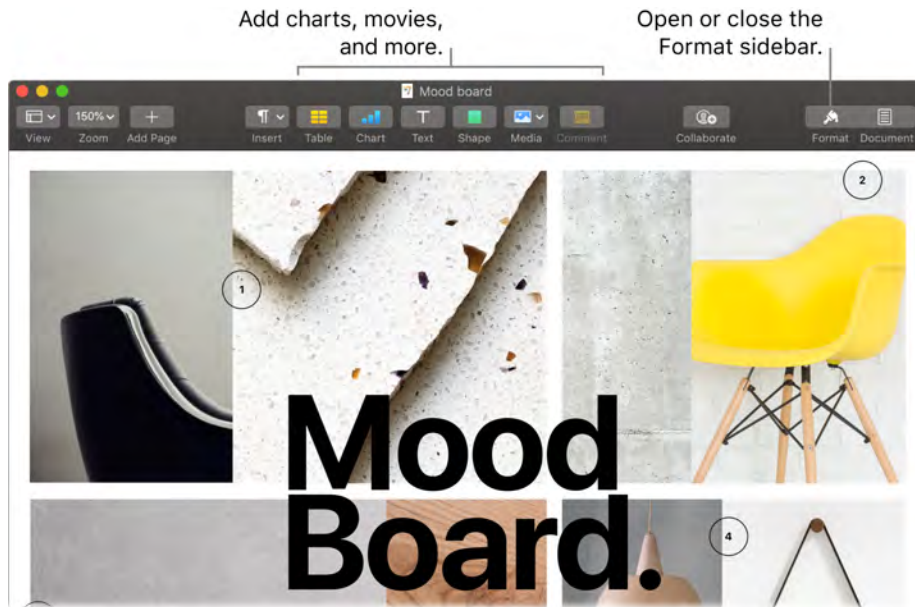 Add charts, movies,
and more.
Open or close the
Format sidebar.
Mood board
150%
View Zoom Add Page Insert Table Chart Text Shape Media Comment Collaborate Format Document
1
2
Mood
Board.
4